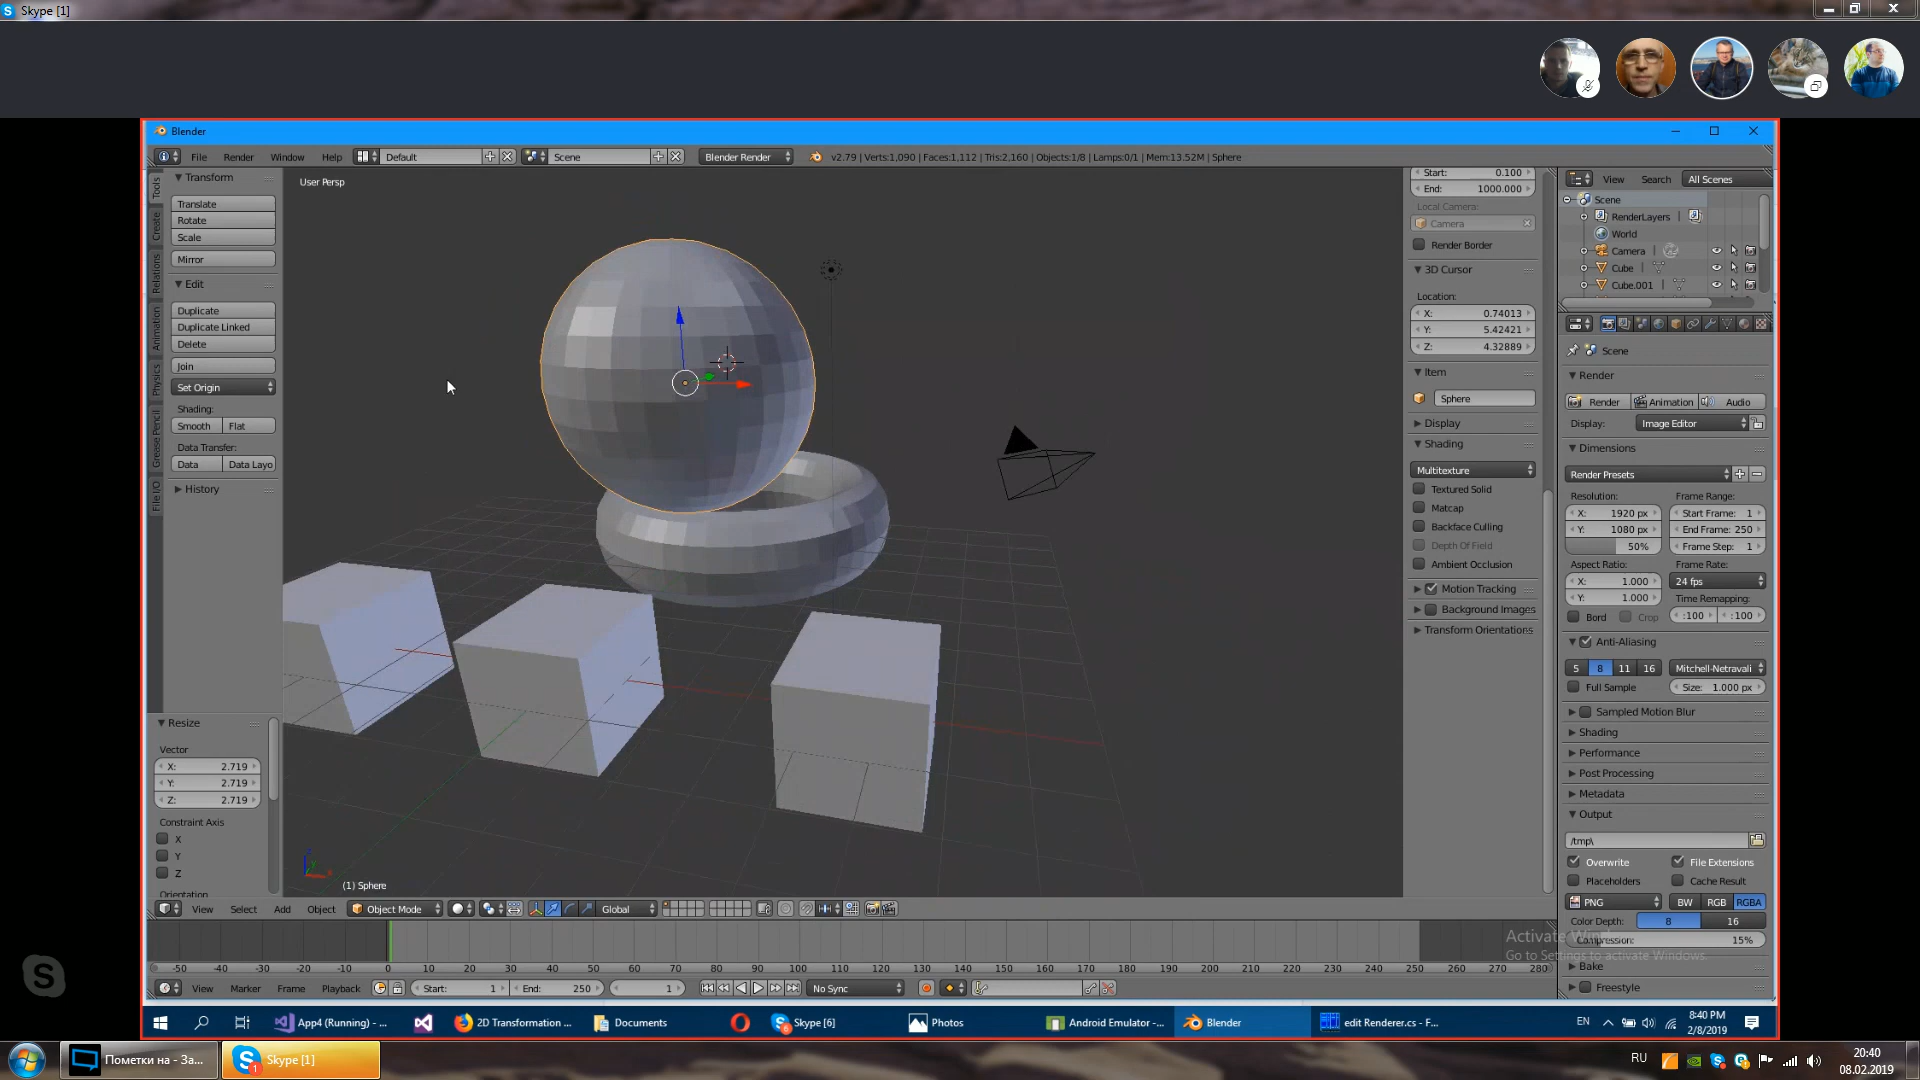 Skype [1]
Blender
File Render Window Help Default Scene Blender Render v2.79 | Verts:1,090 | Faces:1,112 | Tris:2,160 | Objects:1/8 | Lamps:0/1 | Mem:13.52M | Sphere
Tools
Create
Relations
Animation
Physics
Grease Pencil
File I/O
Transform
Translate
Rotate
Scale
Mirror
Edit
Duplicate
Duplicate Linked
Delete
Join
Set Origin
Shading:
Smooth Flat
Data Transfer:
Data Data Layo
History
Resize
Vector
X: 2.719
Y: 2.719
Z: 2.719
Constraint Axis
X
Y
Z
Orientation
User Persp
(1) Sphere
Start: 0.100
End: 1000.000
Local Camera:
Camera
Render Border
3D Cursor
Location:
X: 0.74013
Y: 5.42421
Z: 4.32889
Item
Sphere
Display
Shading
Multitexture
Textured Solid
Matcap
Backface Culling
Depth Of Field
Ambient Occlusion
Motion Tracking
Background Images
Transform Orientations
View Search All Scenes
Scene
RenderLayers
World
Camera
Cube
Cube.001
Scene
Render
Render Animation Audio
Display: Image Editor
Dimensions
Render Presets
Resolution: Frame Range:
X: 1920 px Start Frame: 1
Y: 1080 px End Frame: 250
50% Frame Step: 1
Aspect Ratio: Frame Rate:
X: 1.000 24 fps
Y: 1.000 Time Remapping:
Bord Crop :100 :100
Anti-Aliasing
5 8 11 16 Mitchell-Netravali
Full Sample Size: 1.000 px
Sampled Motion Blur
Shading
Performance
Post Processing
Metadata
Output
/tmp\
Overwrite File Extensions
Placeholders Cache Result
PNG BW RGB RGBA
Color Depth: 8 16
Compression: 15%
Activate Win
Go to Settings to activate Windows.
Bake
Freestyle
View Select Add Object Object Mode Global
-50 -40 -30 -20 -10 0 10 20 30 40 50 60 70 80 90 100 110 120 130 140 150 160 170 180 190 200 210 220 230 240 250 260 270 280
View Marker Frame Playback Start: 1 End: 250 1 No Sync
App4 (Running) - ... 2D Transformation ... Documents Skype [6] Photos Android Emulator -... Blender edit Renderer.cs - F... EN 8:40 PM
2/8/2019
Пометки на - За... Skype [1] RU 20:40
08.02.2019